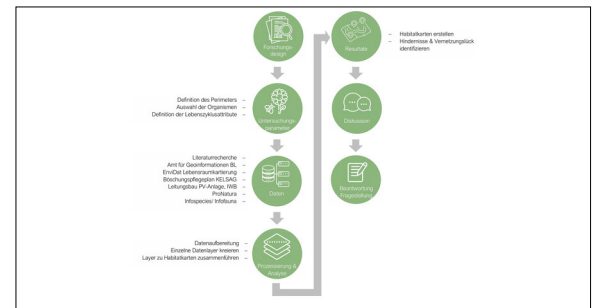 Forschungs-
design
Definition des Perimeters –
Auswahl der Organismen –
Definition der Lebenszyklusattribute –
Untersuchungs-
parameter
Literaturrecherche –
Amt für Geoinformationen BL –
EnviDat Lebensraumkartierung –
Böschungspflegeplan KELSAG –
Leitungsbau PV-Anlage, IWB –
ProNatura –
Infospecies/ Infofauna –
Daten
Datenaufbereitung –
Einzelne Datenlayer kreieren –
Layer zu Habitatkarten zusammenführen –
Prozessierung &
Analyse
Resultate
– Habitatkarten erstellen
– Hindernisse & Vernetzungslück
identifizieren
Diskussion
Beantwortung
Fragestellung